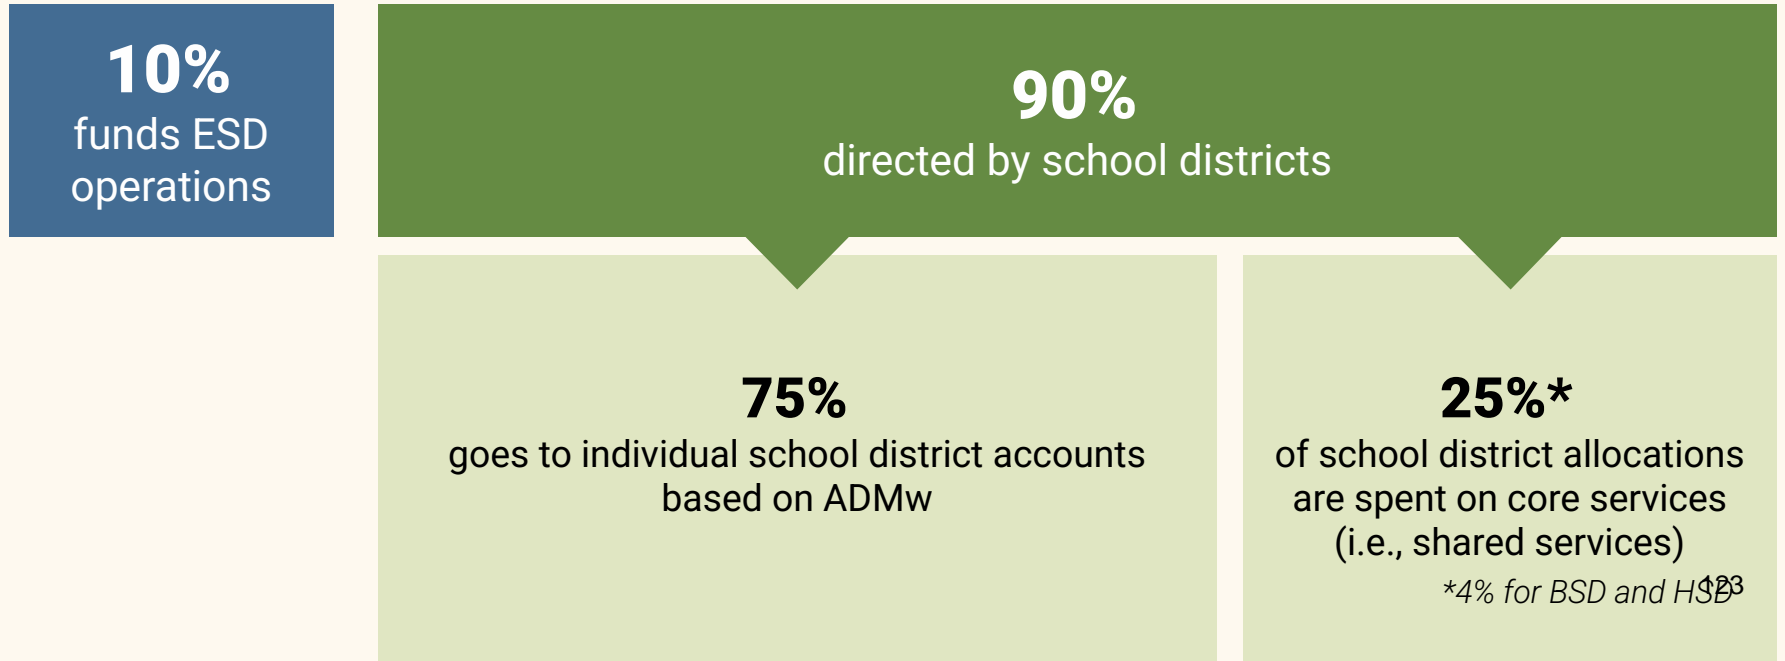 10%
funds ESD
operations
90%
directed by school districts
75%
goes to individual school district accounts
based on ADMw
25%*
of school district allocations
are spent on core services
(i.e., shared services)
*4% for BSD and HSD
123